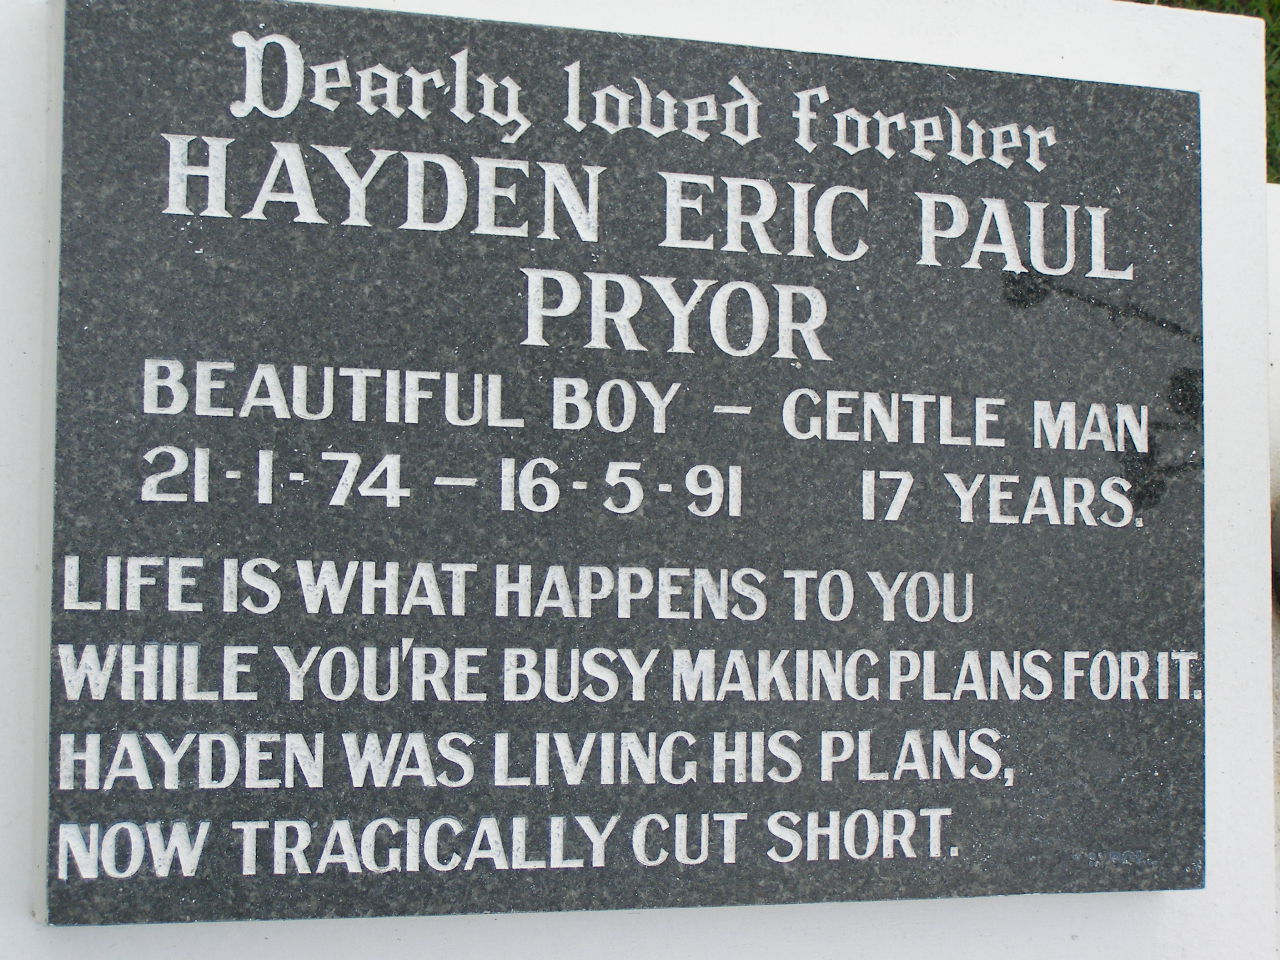 Dearly loved forever
HAYDEN ERIC PAUL
PRYOR
BEAUTIFUL BOY – GENTLE MAN
21-1-74 – 16-5-91 17 YEARS.
LIFE IS WHAT HAPPENS TO YOU
WHILE YOU'RE BUSY MAKING PLANS FOR IT.
HAYDEN WAS LIVING HIS PLANS,
NOW TRAGICALLY CUT SHORT.